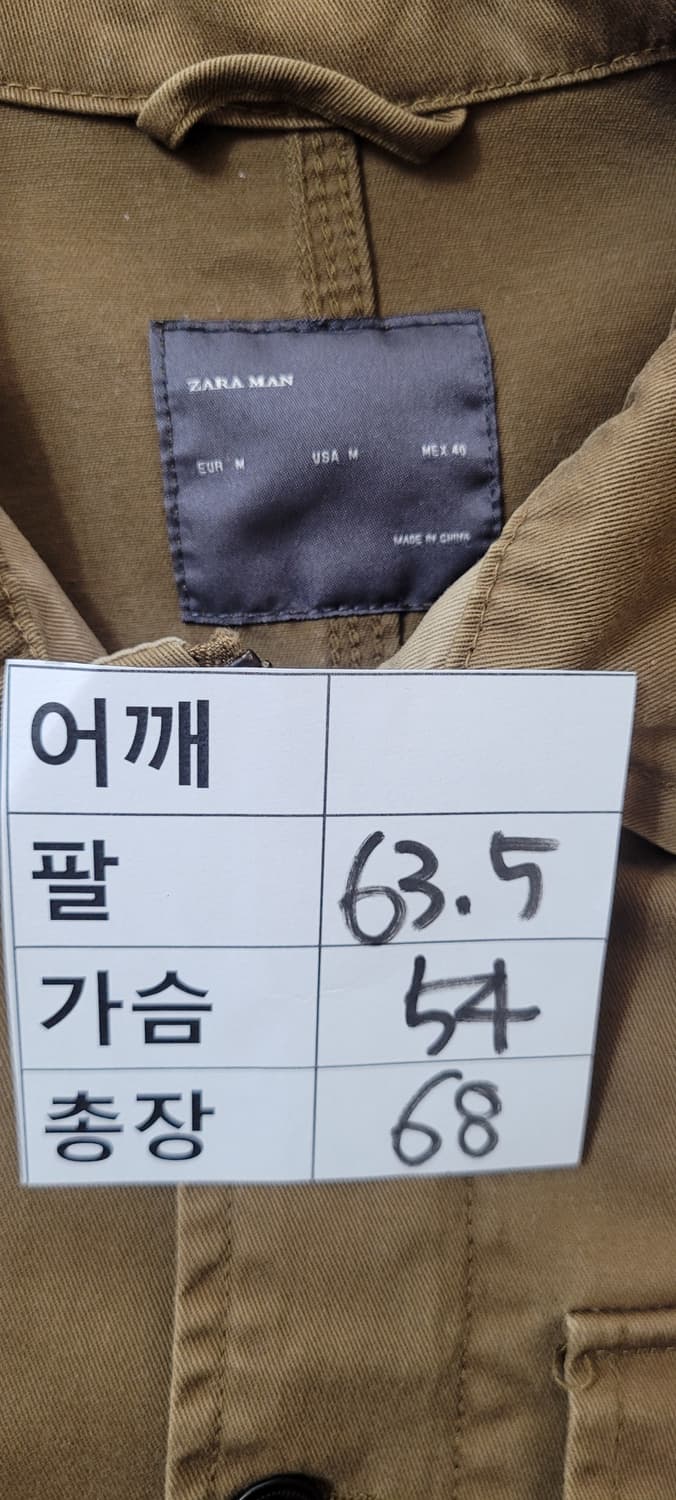 ZARA MAN
EUR M USA M MEX 40
MADE IN CHINA
어깨
팔 63.5
가슴 54
총장 68